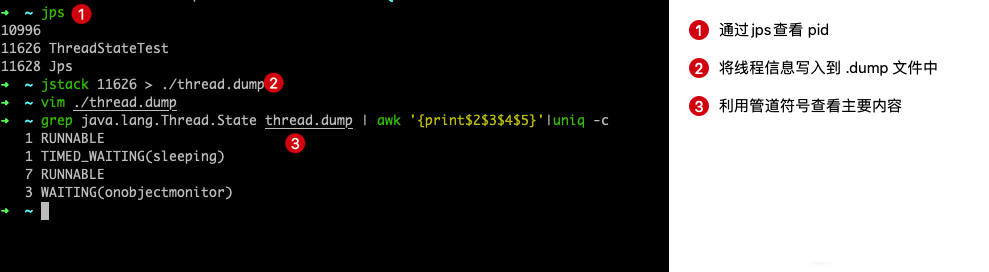 ➜ ~ jps 1
10996
11626 ThreadStateTest
11628 Jps
➜ ~ jstack 11626 > ./thread.dump 2
➜ ~ vim ./thread.dump
➜ ~ grep java.lang.Thread.State thread.dump | awk '{print$2$3$4$5}'|uniq -c
3
1 RUNNABLE
1 TIMED_WAITING(sleeping)
7 RUNNABLE
3 WAITING(onobjectmonitor)
➜ ~
1 通过jps查看 pid
2 将线程信息写入到 .dump 文件中
3 利用管道符号查看主要内容